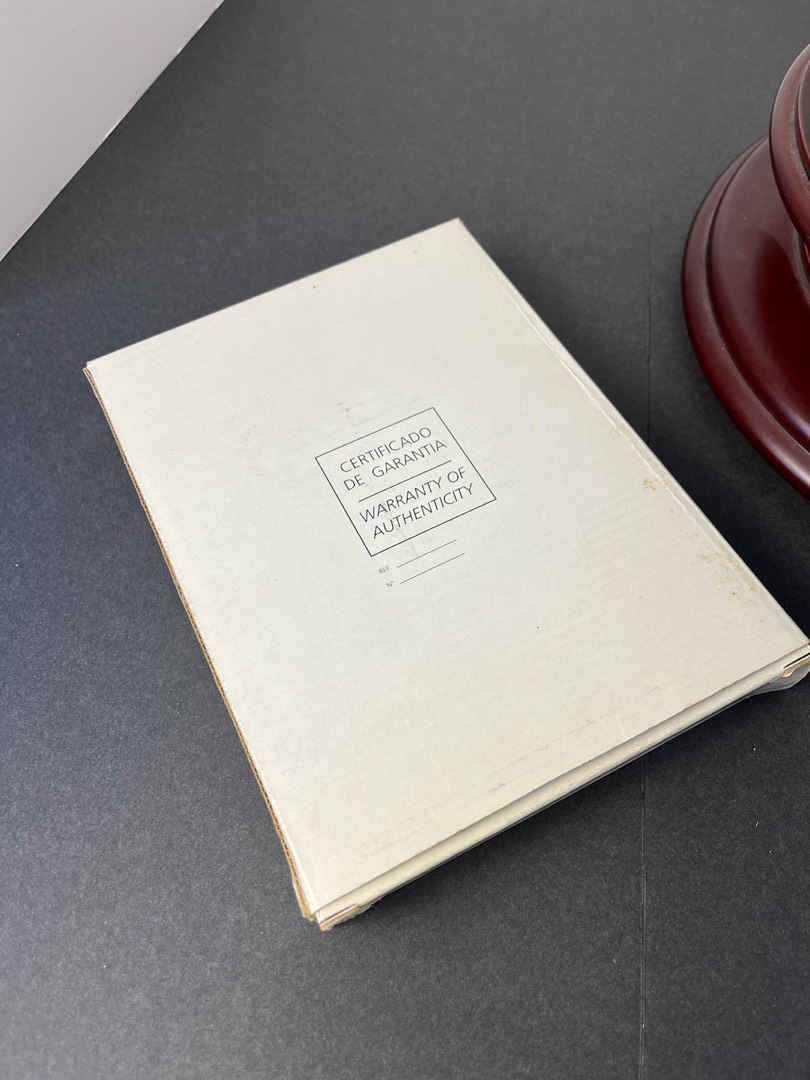 CERTIFICADO
DE GARANTIA
WARRANTY OF
AUTHENTICITY
REF:
Nº